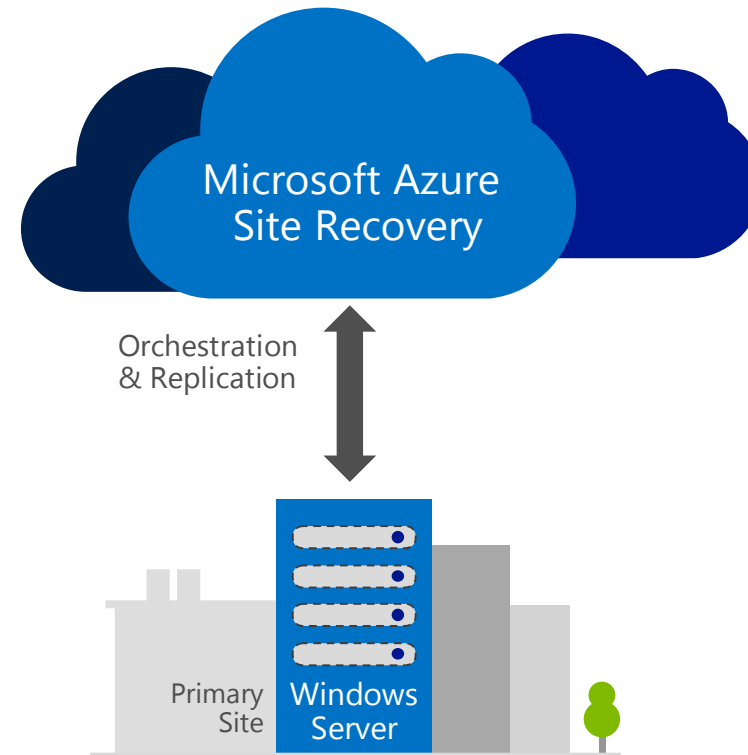 Microsoft Azure
Site Recovery
Orchestration
& Replication
Primary
Site
Windows
Server